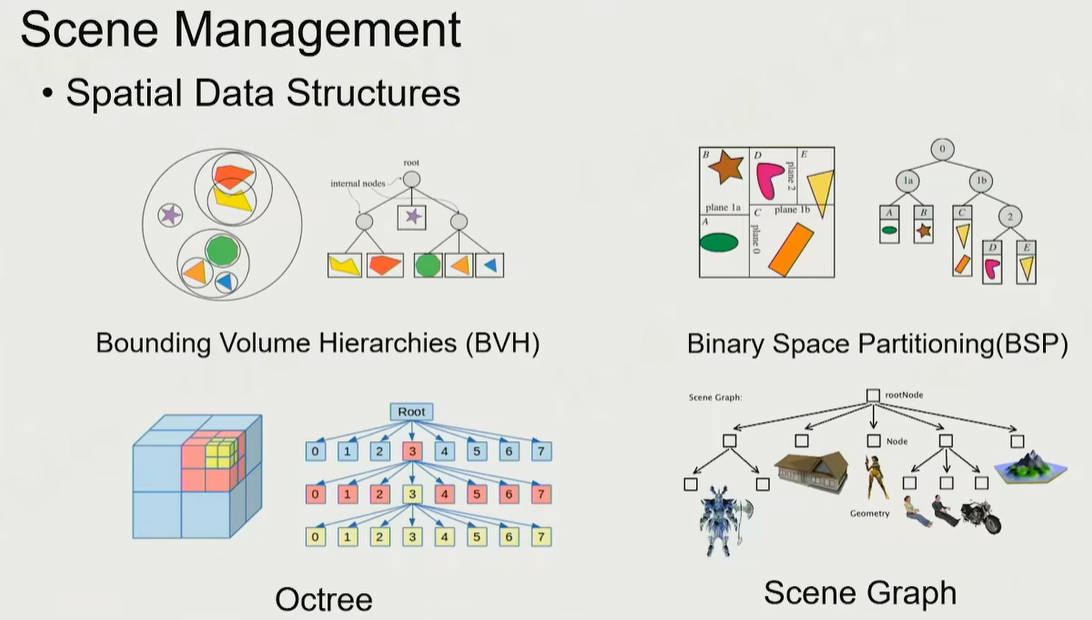 Scene Management
• Spatial Data Structures
root
internal nodes
Bounding Volume Hierarchies (BVH)
B
D
E
plane 2
plane 1a
C
plane 1b
A
plane 0
0
1a
1b
A
B
C
2
D
E
Binary Space Partitioning(BSP)
Root
0 1 2 3 4 5 6 7
0 1 2 3 4 5 6 7
0 1 2 3 4 5 6 7
Octree
Scene Graph:
rootNode
Node
Geometry
Scene Graph